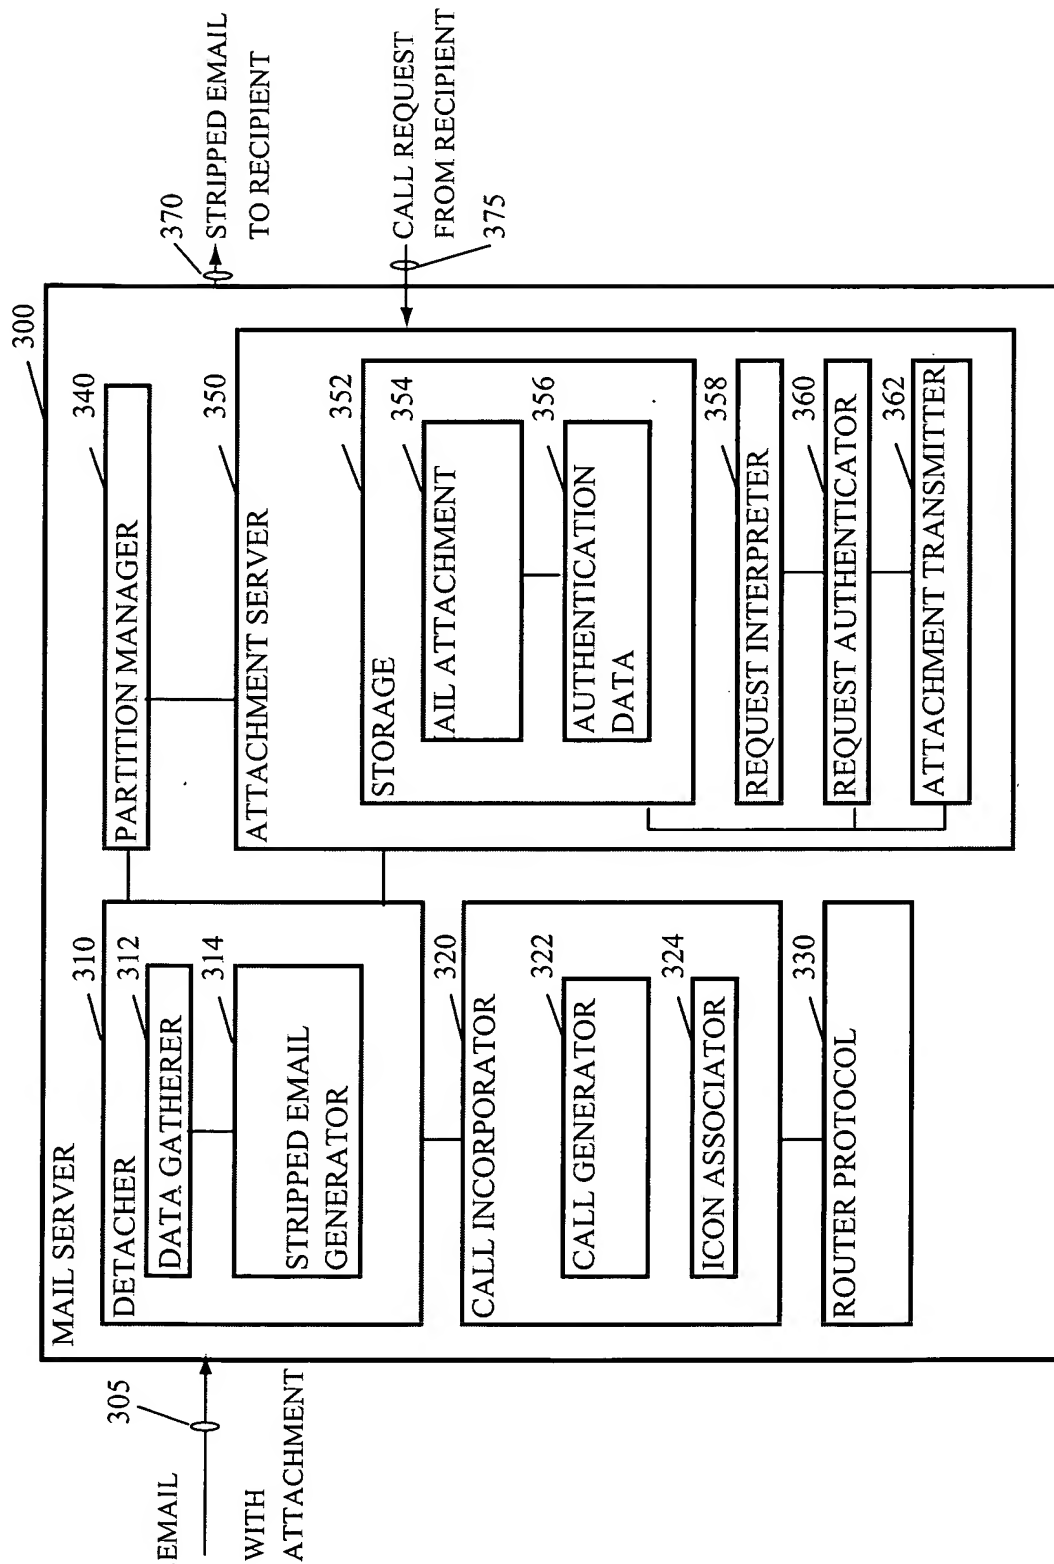 300
MAIL SERVER
EMAIL
WITH
ATTACHMENT
305
310
DETACHER
312
DATA GATHERER
314
STRIPPED EMAIL
GENERATOR
320
CALL INCORPORATOR
322
CALL GENERATOR
324
ICON ASSOCIATOR
330
ROUTER PROTOCOL
340
PARTITION MANAGER
350
ATTACHMENT SERVER
352
STORAGE
354
AIL ATTACHMENT
356
AUTHENTICATION
DATA
358
REQUEST INTERPRETER
360
REQUEST AUTHENTICATOR
362
ATTACHMENT TRANSMITTER
370
STRIPPED EMAIL
TO RECIPIENT
CALL REQUEST
FROM RECIPIENT
375